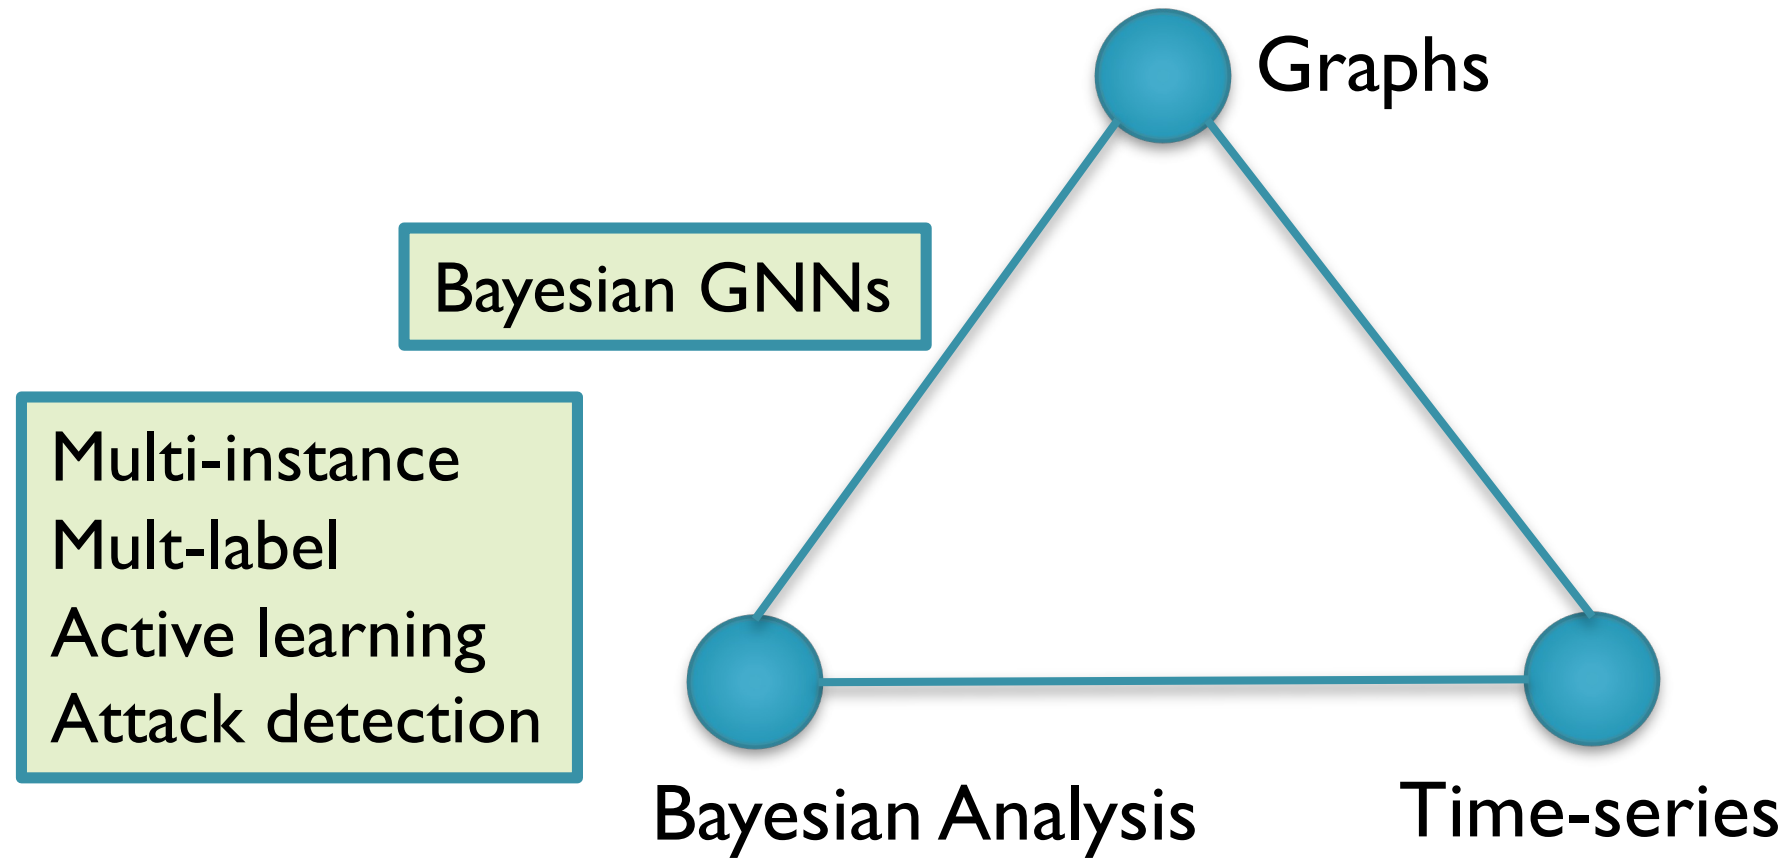 Graphs
Bayesian GNNs
Multi-instance
Mult-label
Active learning
Attack detection
Bayesian Analysis
Time-series